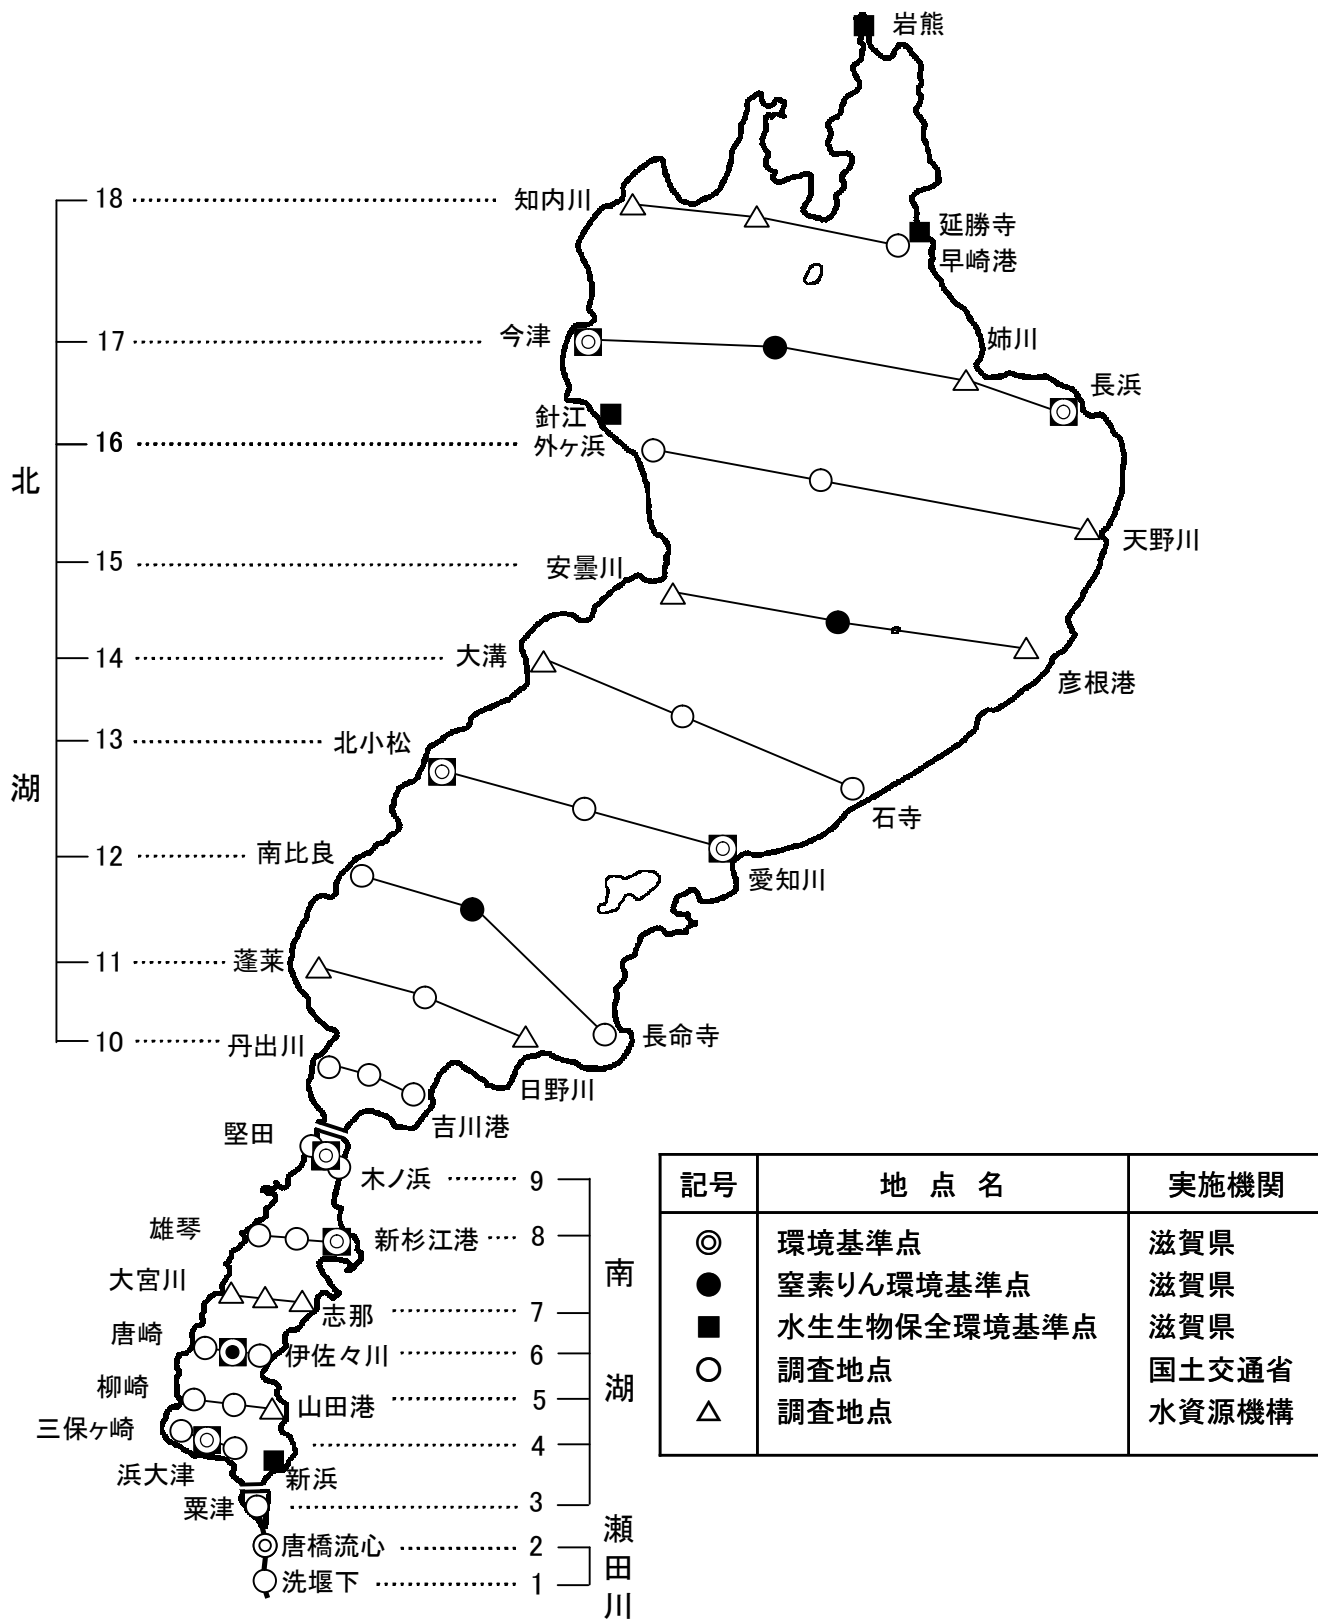 岩熊
18
知内川
延勝寺
早崎港
17
今津
姉川
長浜
針江
16
外ヶ浜
北
天野川
15
安曇川
14
大溝
彦根港
13
北小松
湖
石寺
12
南比良
愛知川
11
蓬莱
10
丹出川
長命寺
日野川
吉川港
堅田
木ノ浜
9
雄琴
新杉江港
8
南
大宮川
志那
7
唐崎
伊佐々川
6
湖
柳崎
山田港
5
三保ヶ崎
4
浜大津
新浜
粟津
3
瀬田川
唐橋流心
2
洗堰下
1
記号 地点名 実施機関
◎ 環境基準点 滋賀県
● 窒素りん環境基準点 滋賀県
■ 水生生物保全環境基準点 滋賀県
○ 調査地点 国土交通省
△ 調査地点 水資源機構